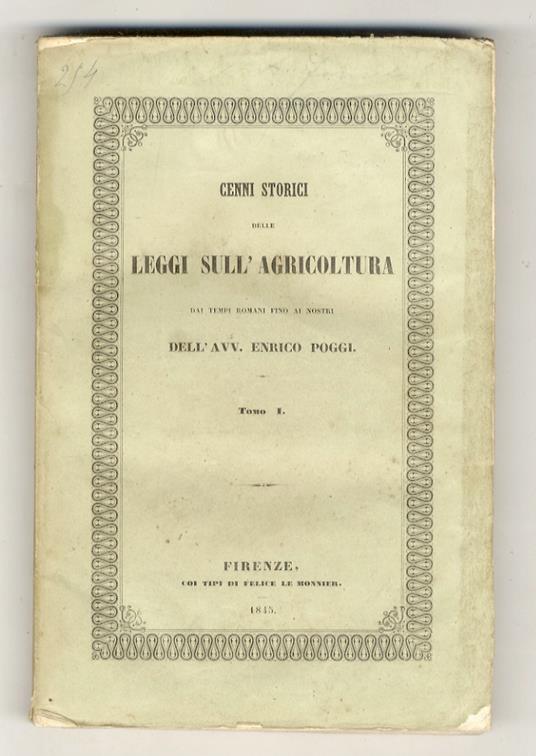 254
CENNI STORICI
DELLE
LEGGI SULL'AGRICOLTURA
DAI TEMPI ROMANI FINO AI NOSTRI
DELL'AVV. ENRICO POGGI.
Tomo I.
FIRENZE,
COI TIPI DI FELICE LE MONNIER.
1845.